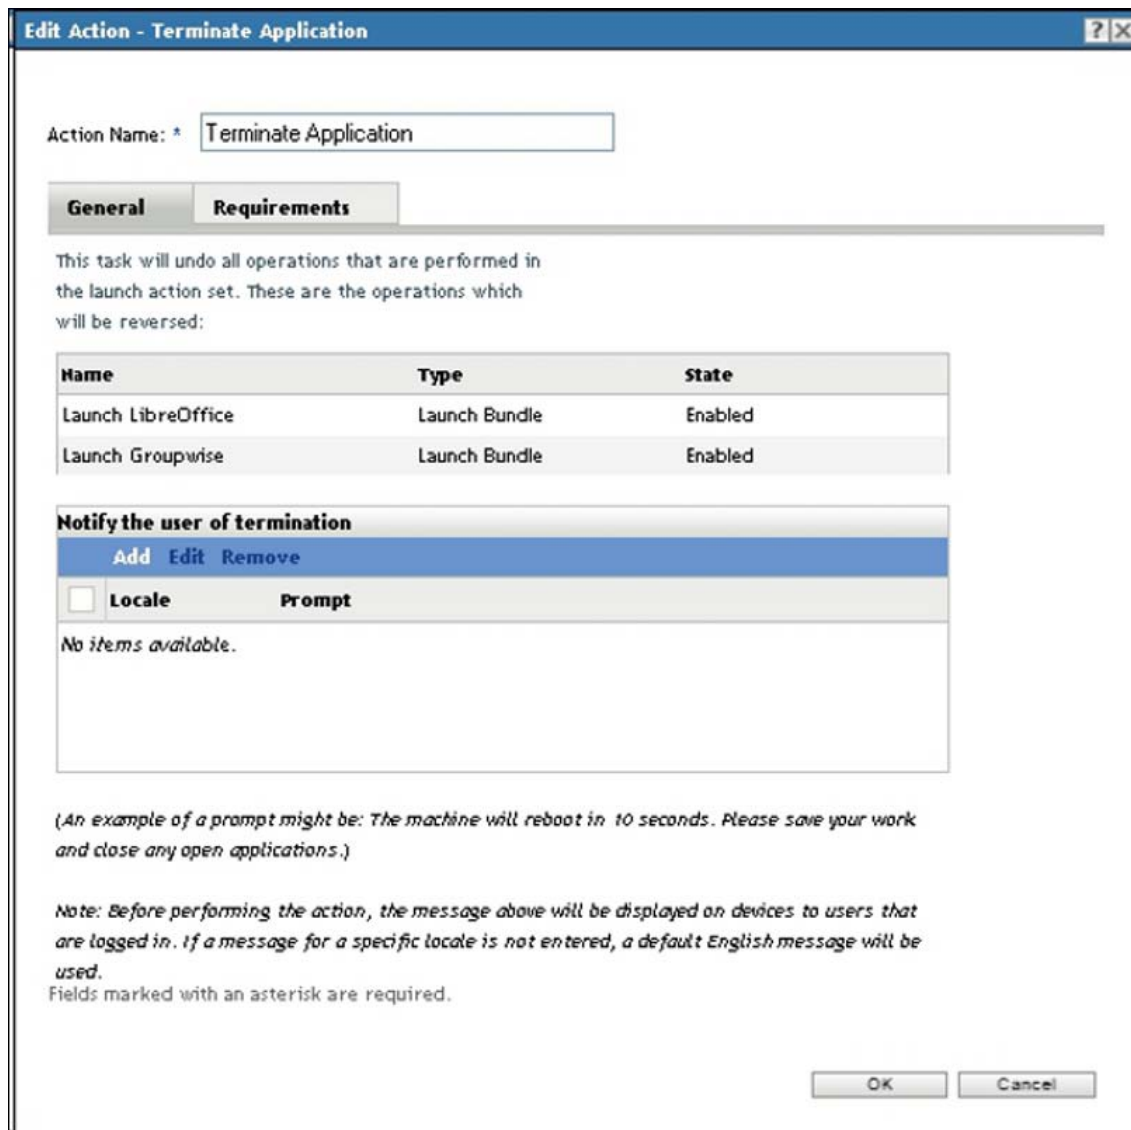 Edit Action - Terminate Application
?
Action Name: * Terminate Application
General Requirements
This task will undo all operations that are performed in
the launch action set. These are the operations which
will be reversed:
Name Type State
Launch LibreOffice Launch Bundle Enabled
Launch Groupwise Launch Bundle Enabled
Notify the user of termination
Add Edit Remove
Locale Prompt
No items available.
(An example of a prompt might be: The machine will reboot in 10 seconds. Please save your work
and close any open applications.)
Note: Before performing the action, the message above will be displayed on devices to users that
are logged in. If a message for a specific locale is not entered, a default English message will be
used.
Fields marked with an asterisk are required.
OK Cancel